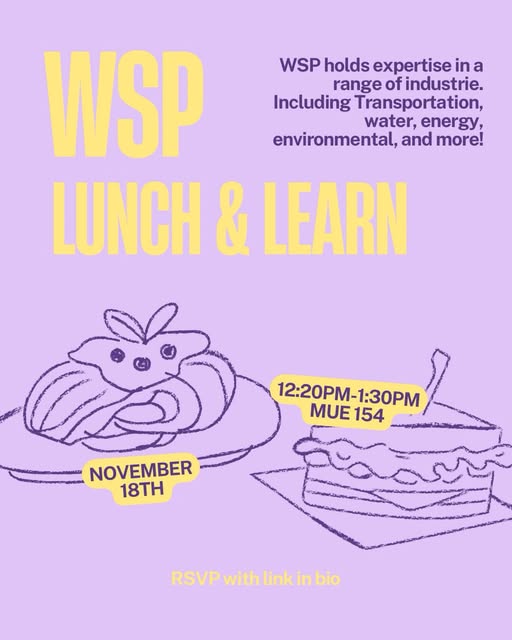 WSP
WSP holds expertise in a
range of industrie.
Including Transportation,
water, energy,
environmental, and more!
LUNCH & LEARN
12:20PM-1:30PM
MUE 154
NOVEMBER
18TH
RSVP with link in bio